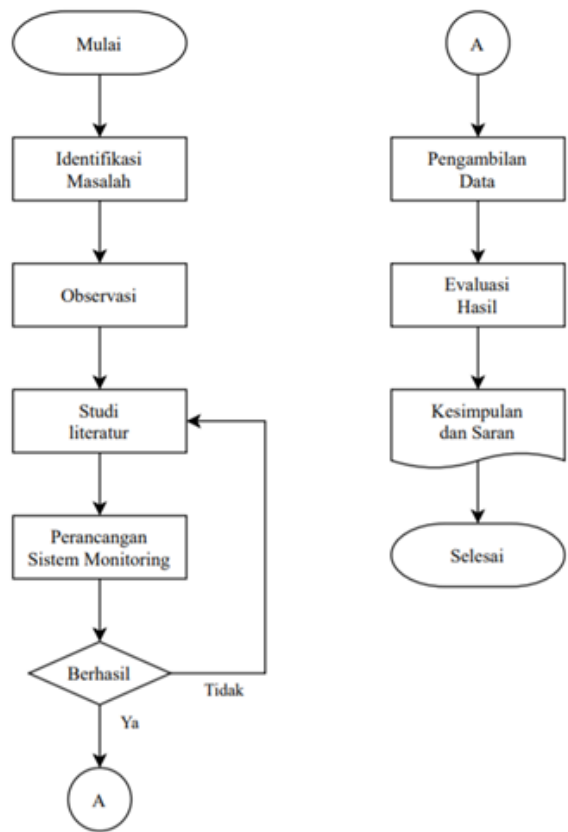 Mulai
Identifikasi
Masalah
Observasi
Studi
literatur
Perancangan
Sistem Monitoring
Berhasil
Tidak
Ya
A
A
Pengambilan
Data
Evaluasi
Hasil
Kesimpulan
dan Saran
Selesai